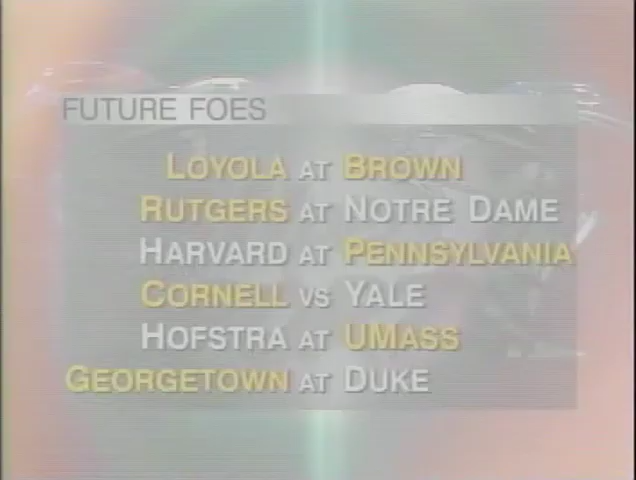 FUTURE FOES
LOYOLA AT BROWN
RUTGERS AT NOTRE DAME
HARVARD AT PENNSYLVANIA
CORNELL VS YALE
HOFSTRA AT UMASS
GEORGETOWN AT DUKE